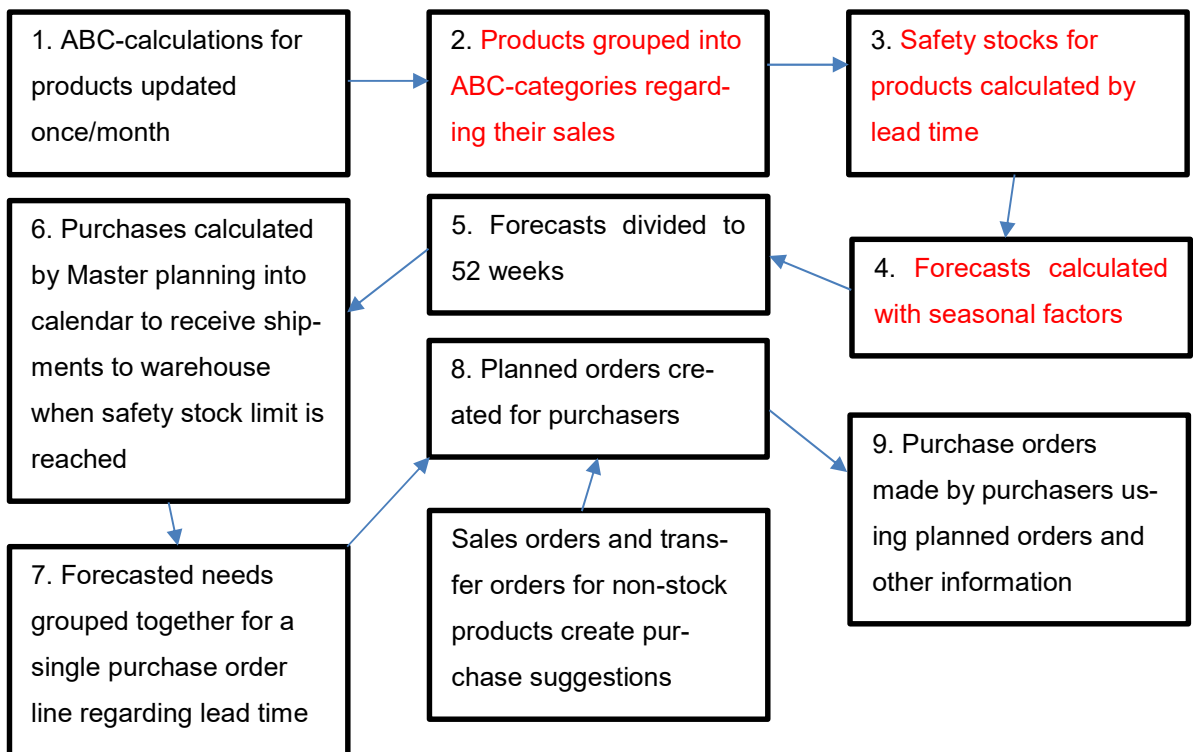 1. ABC-calculations for
products updated
once/month
2. Products grouped into
ABC-categories regard-
ing their sales
3. Safety stocks for
products calculated by
lead time
4. Forecasts calculated
with seasonal factors
5. Forecasts divided to
52 weeks
6. Purchases calculated
by Master planning into
calendar to receive ship-
ments to warehouse
when safety stock limit is
reached
7. Forecasted needs
grouped together for a
single purchase order
line regarding lead time
8. Planned orders cre-
ated for purchasers
Sales orders and trans-
fer orders for non-stock
products create pur-
chase suggestions
9. Purchase orders
made by purchasers us-
ing planned orders and
other information